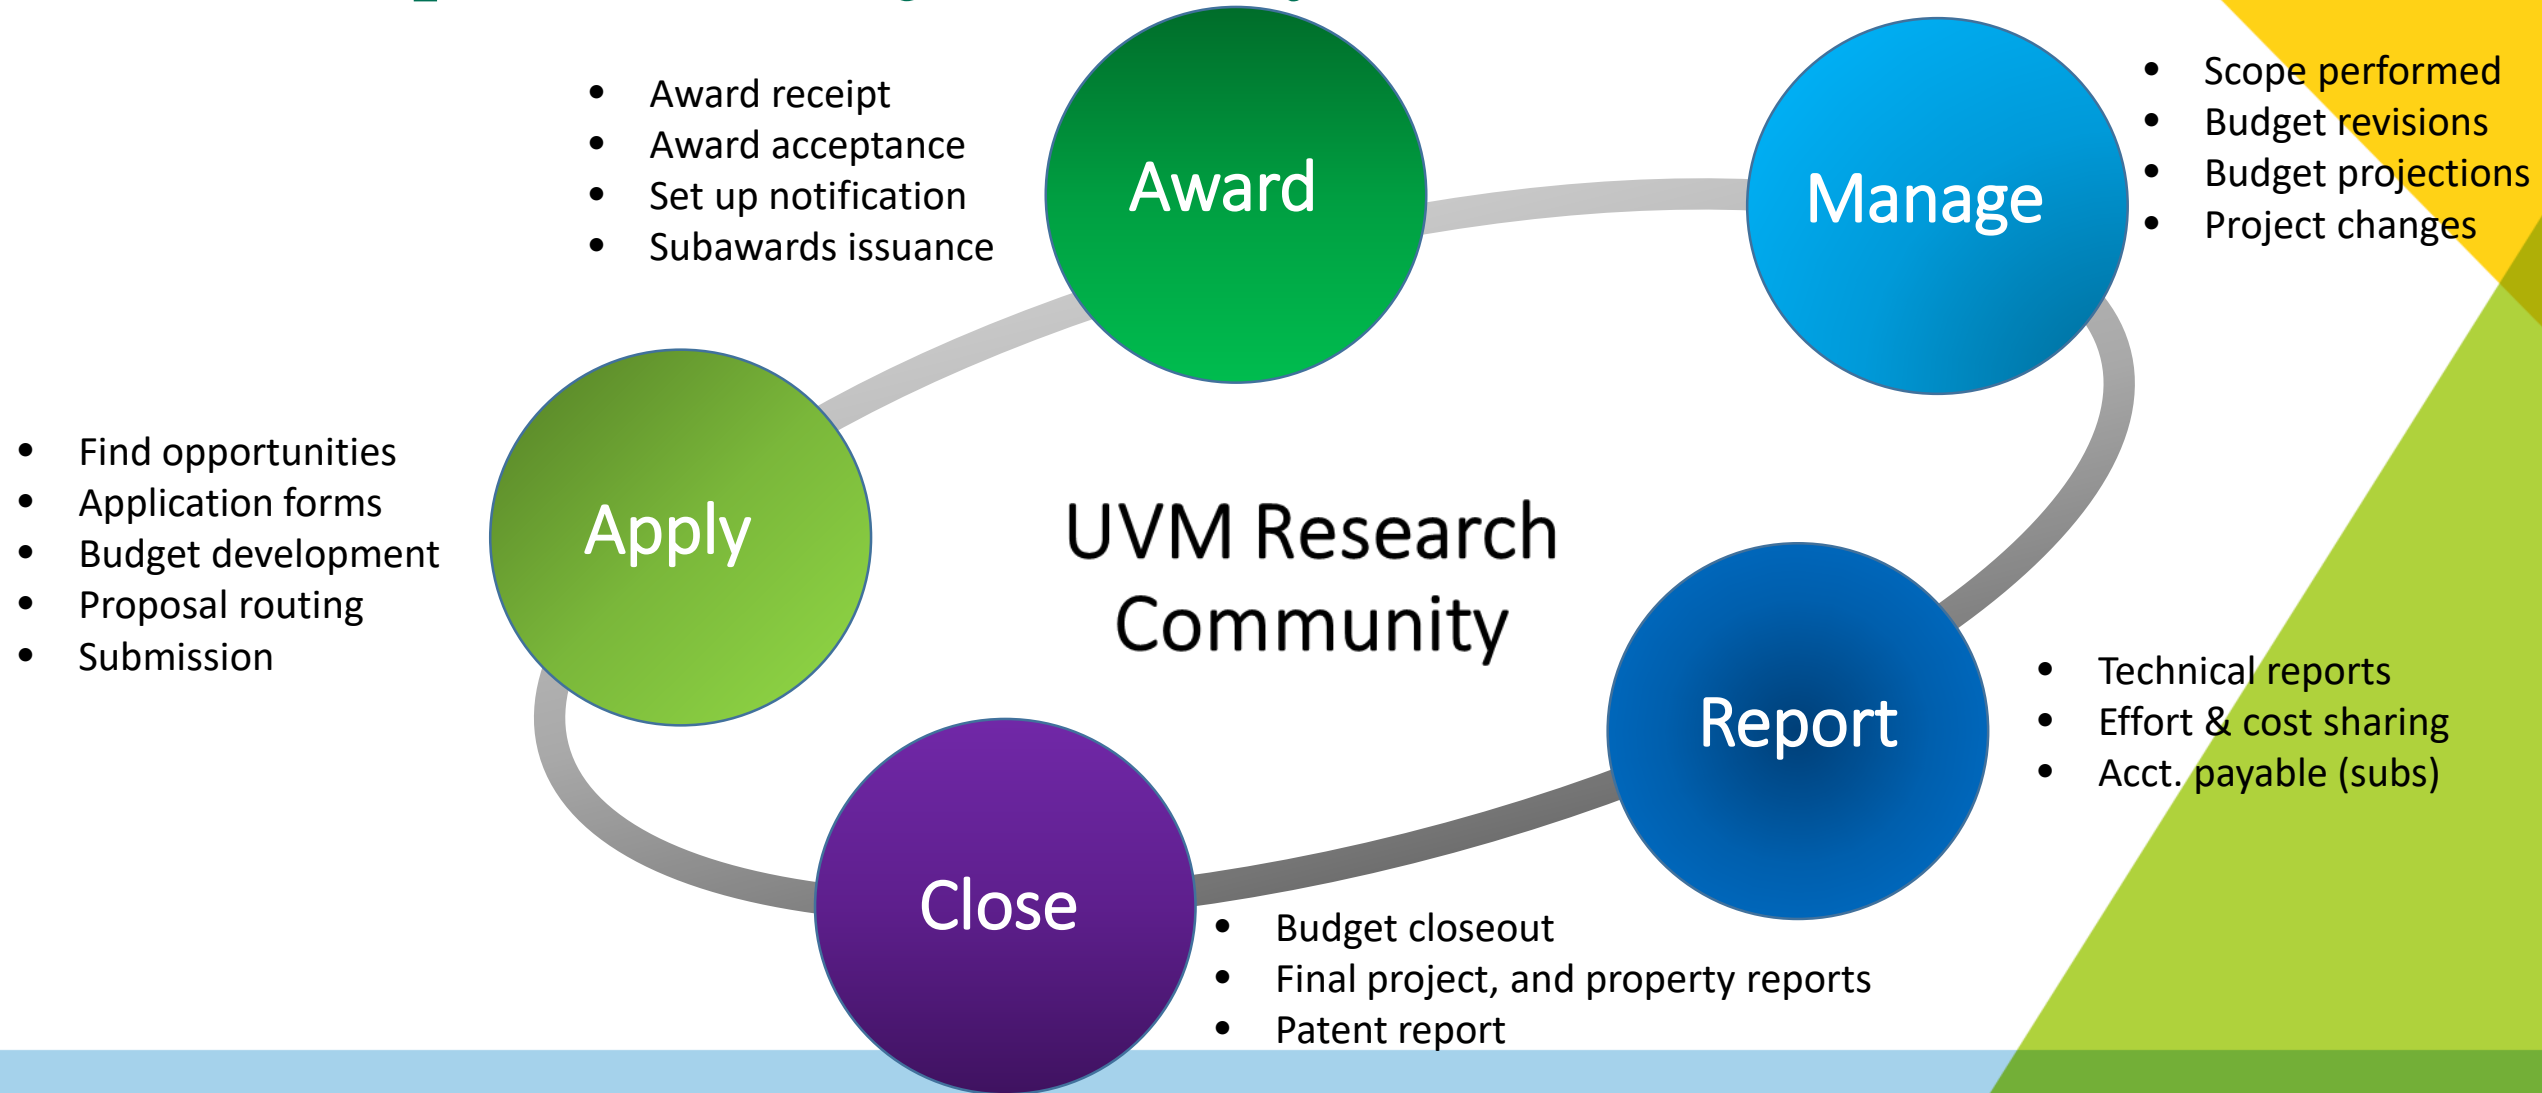 Award
• Award receipt
• Award acceptance
• Set up notification
• Subawards issuance
Manage
• Scope performed
• Budget revisions
• Budget projections
• Project changes
Apply
• Find opportunities
• Application forms
• Budget development
• Proposal routing
• Submission
UVM Research
Community
Report
• Technical reports
• Effort & cost sharing
• Acct. payable (subs)
Close
• Budget closeout
• Final project, and property reports
• Patent report